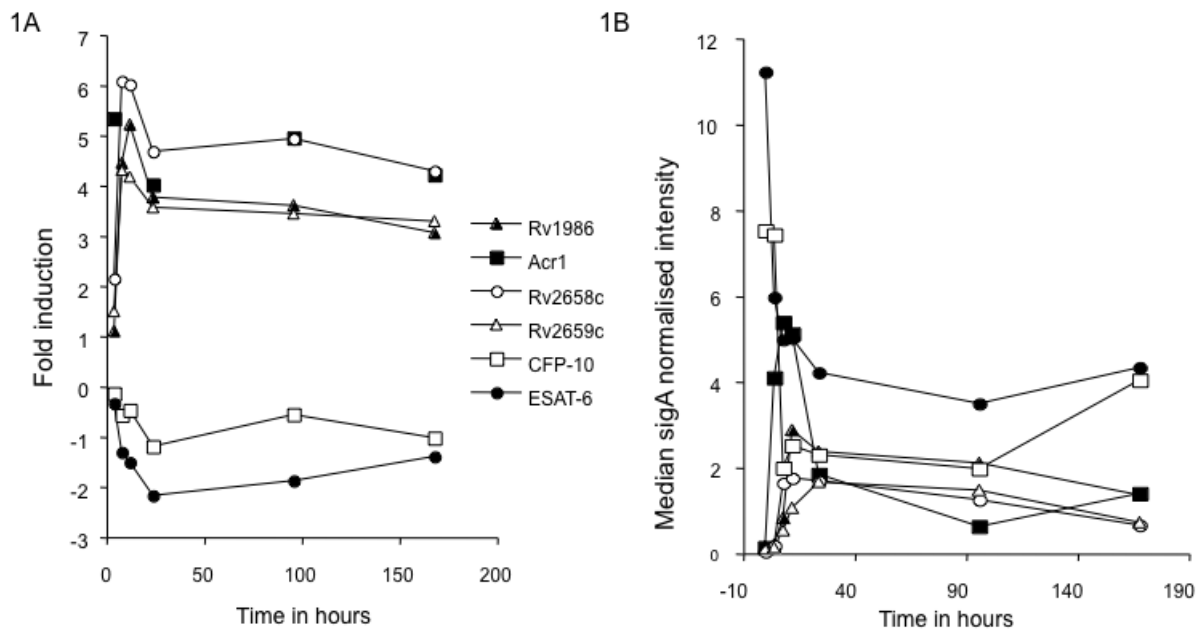 1A
7
6
5
4
3
2
1
0
-1
-2
-3
Fold induction
0 50 100 150 200
Time in hours
Rv1986
Acr1
Rv2658c
Rv2659c
CFP-10
ESAT-6
1B
12
10
8
6
4
2
0
Median sigA normalised intensity
-10 40 90 140 190
Time in hours